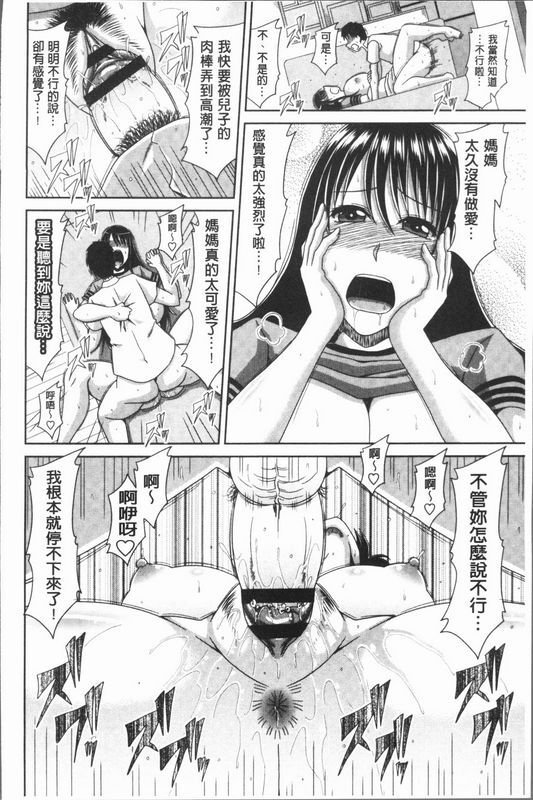 我當然知道
不行啦…
可是…
不、不是的…
我快要被兒子的
肉棒弄到高潮了…
明明不行的說…
卻有感覺了…！
媽媽
太久沒有做愛…
感覺真的太強烈了啦…！
媽媽真的太可愛了…！
嗯啊～♡
要是聽到妳這麼說…
呼唔～♡
不管妳怎麼說不行…
嗯啊～♡
啊～♡
啊～
啊咿呀♡
我根本就停不下來了！